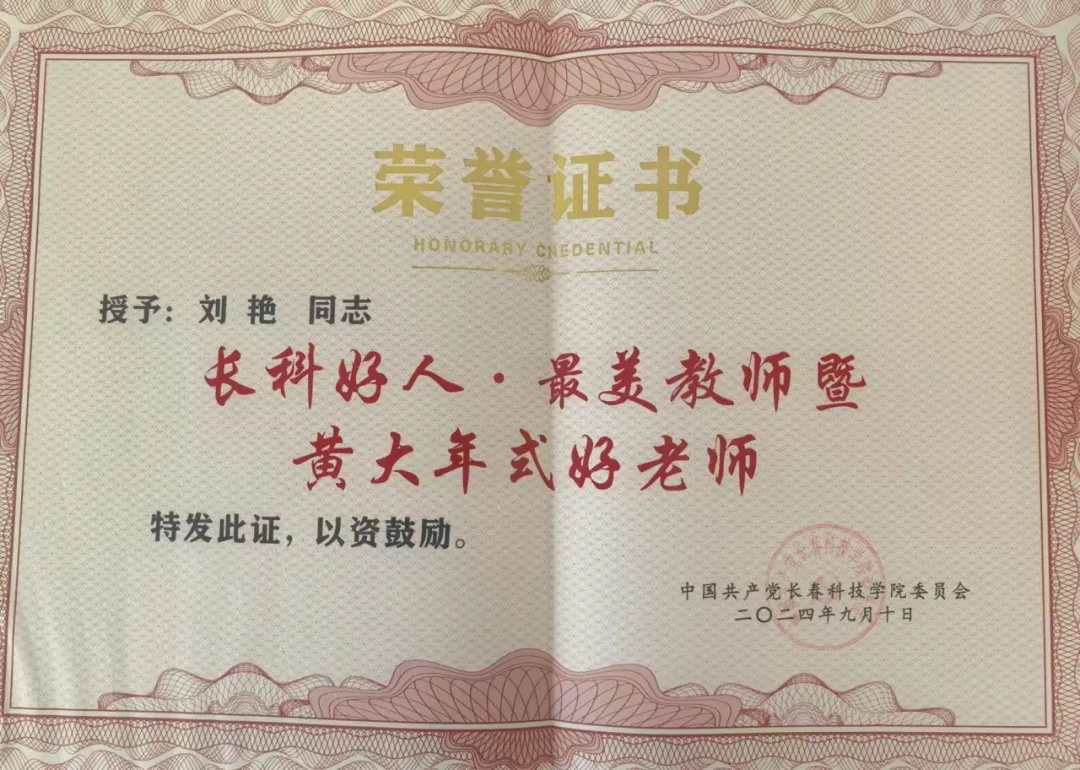 荣誉证书
HONORARY CREDENTIAL
授予：刘 艳 同志
长科好人·最美教师暨
黄大年式好老师
特发此证，以资鼓励。
中国共产党长春科技学院委员会
二〇二四年九月十日